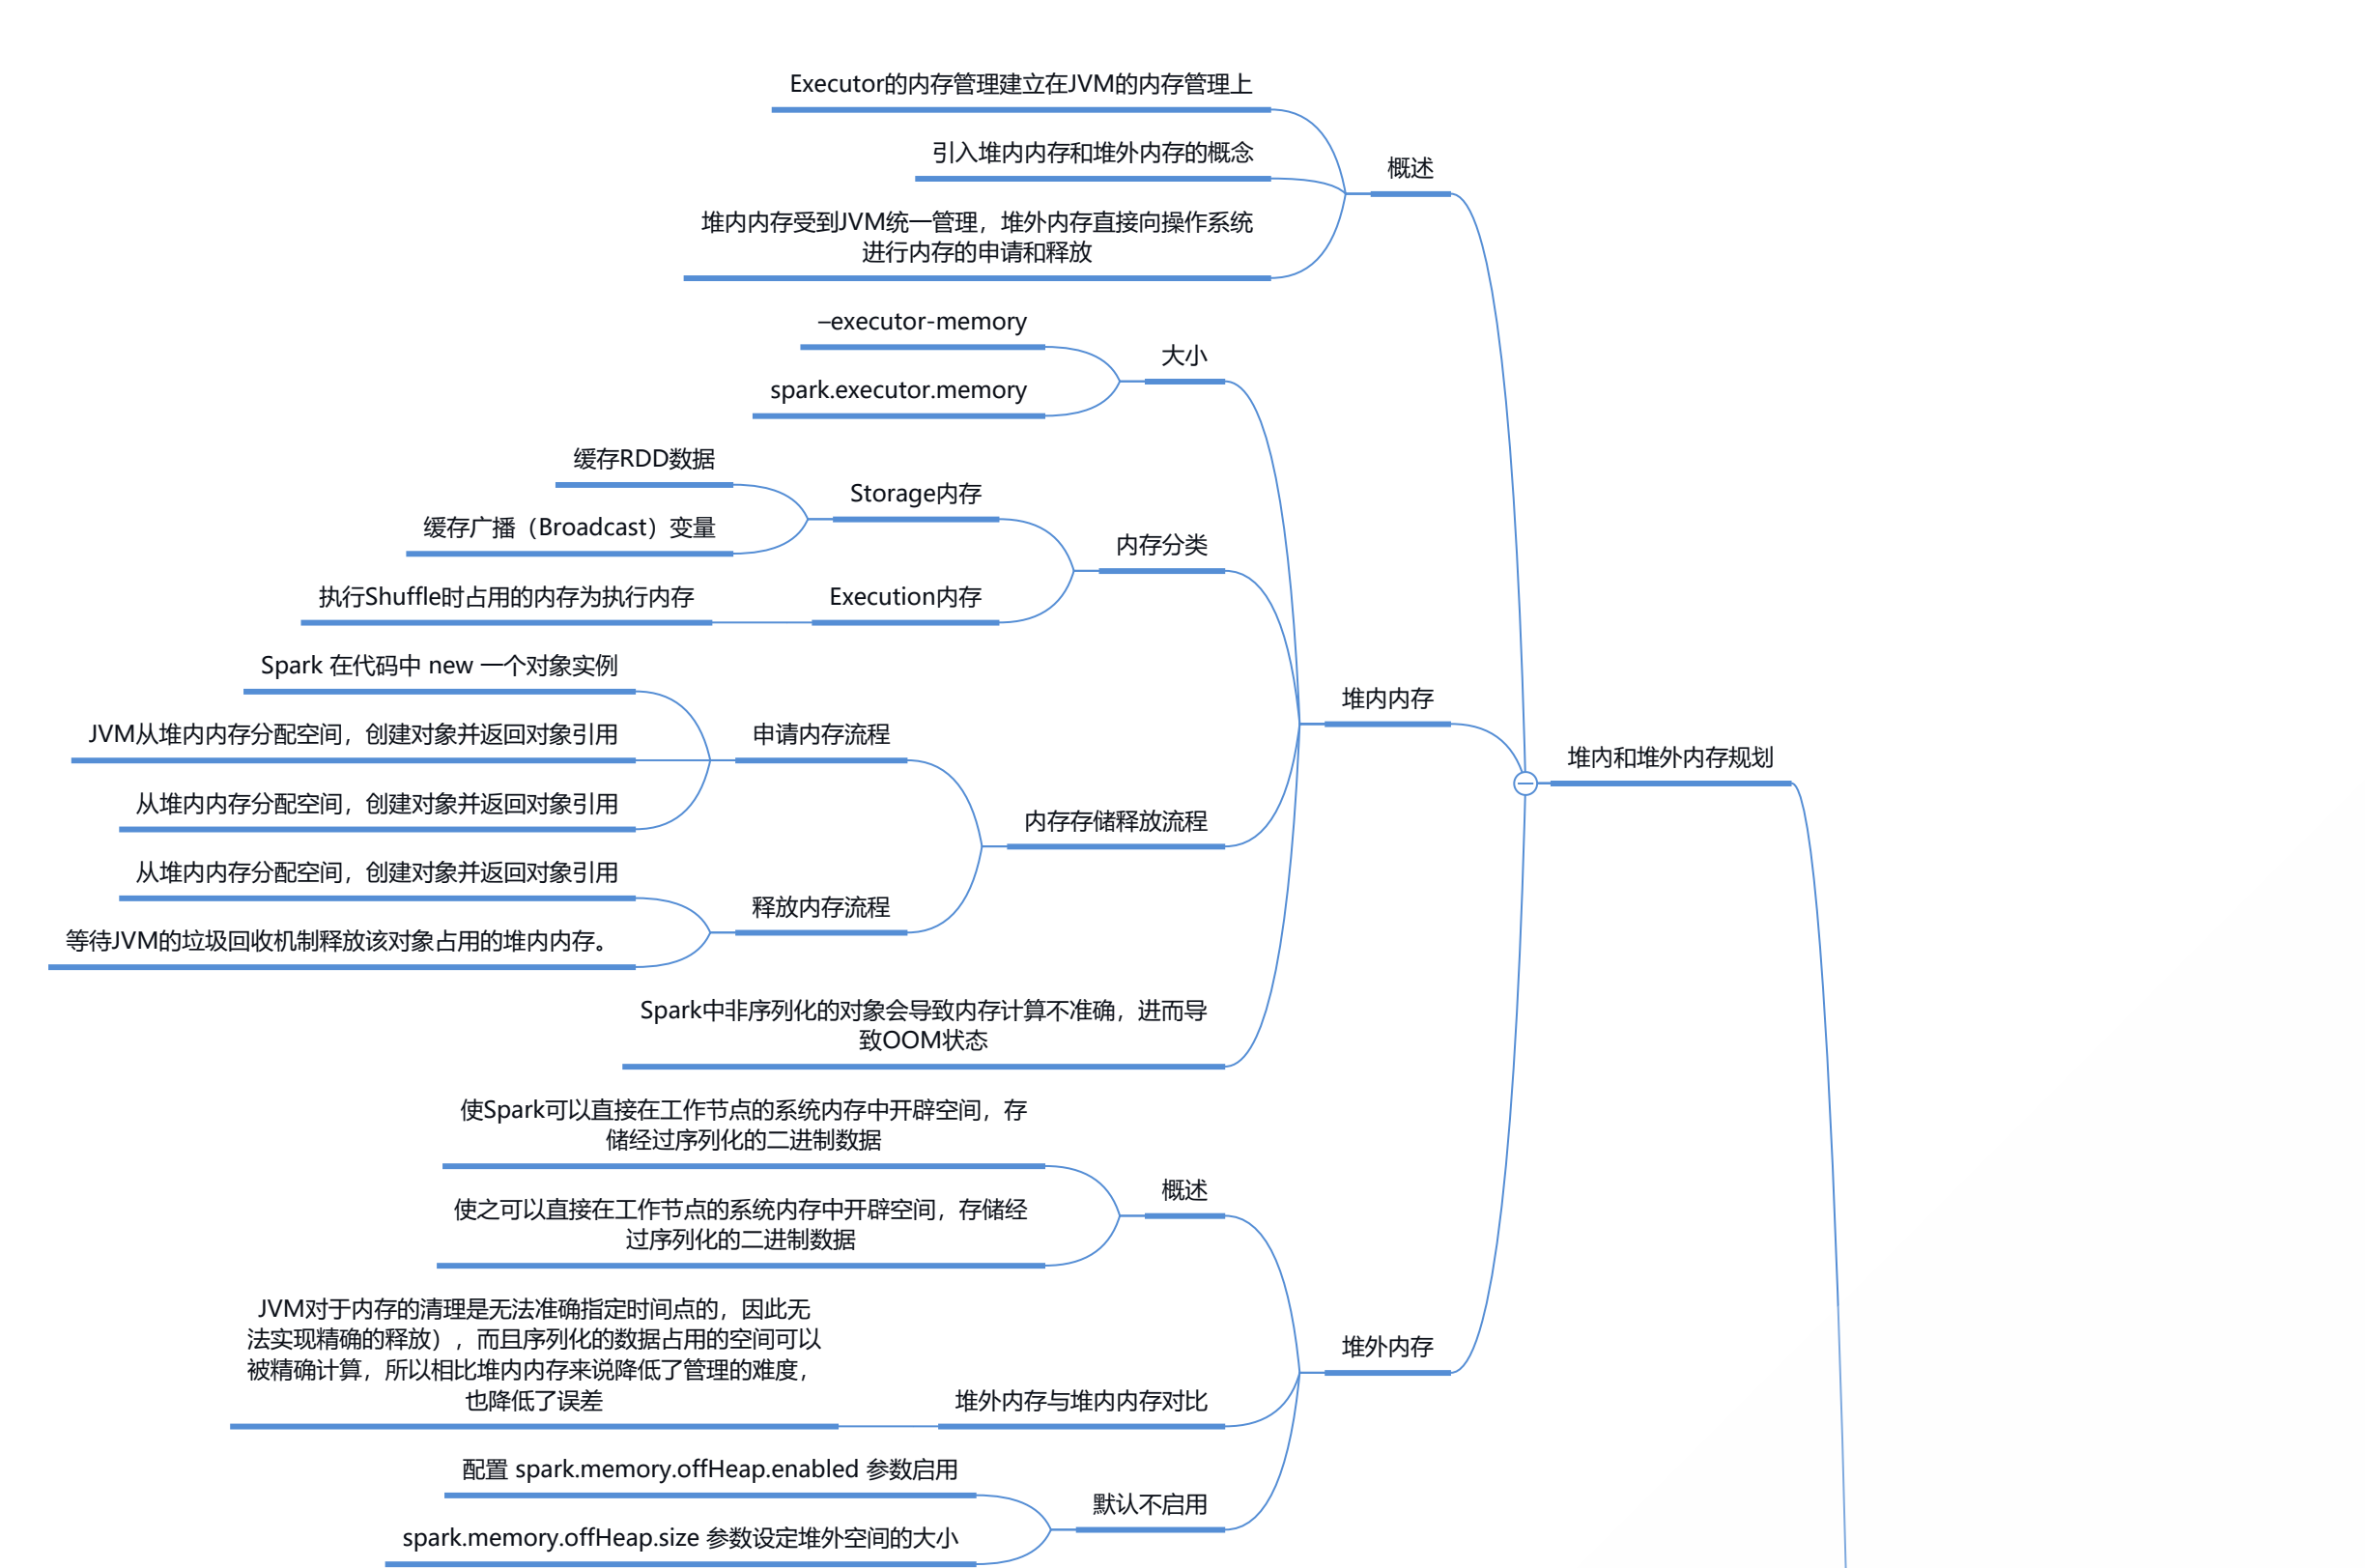 Executor的内存管理建立在JVM的内存管理上
引入堆内内存和堆外内存的概念
概述
堆内内存受到JVM统一管理，堆外内存直接向操作系统
进行内存的申请和释放
–executor-memory
大小
spark.executor.memory
缓存RDD数据
Storage内存
缓存广播（Broadcast）变量
内存分类
执行Shuffle时占用的内存为执行内存
Execution内存
Spark 在代码中 new 一个对象实例
堆内内存
JVM从堆内内存分配空间，创建对象并返回对象引用
申请内存流程
堆内和堆外内存规划
从堆内内存分配空间，创建对象并返回对象引用
内存存储释放流程
从堆内内存分配空间，创建对象并返回对象引用
释放内存流程
等待JVM的垃圾回收机制释放该对象占用的堆内内存。
Spark中非序列化的对象会导致内存计算不准确，进而导
致OOM状态
使Spark可以直接在工作节点的系统内存中开辟空间，存
储经过序列化的二进制数据
概述
使之可以直接在工作节点的系统内存中开辟空间，存储经
过序列化的二进制数据
JVM对于内存的清理是无法准确指定时间点的，因此无
法实现精确的释放），而且序列化的数据占用的空间可以
被精确计算，所以相比堆内内存来说降低了管理的难度，
也降低了误差
堆外内存
堆外内存与堆内内存对比
配置 spark.memory.offHeap.enabled 参数启用
默认不启用
spark.memory.offHeap.size 参数设定堆外空间的大小